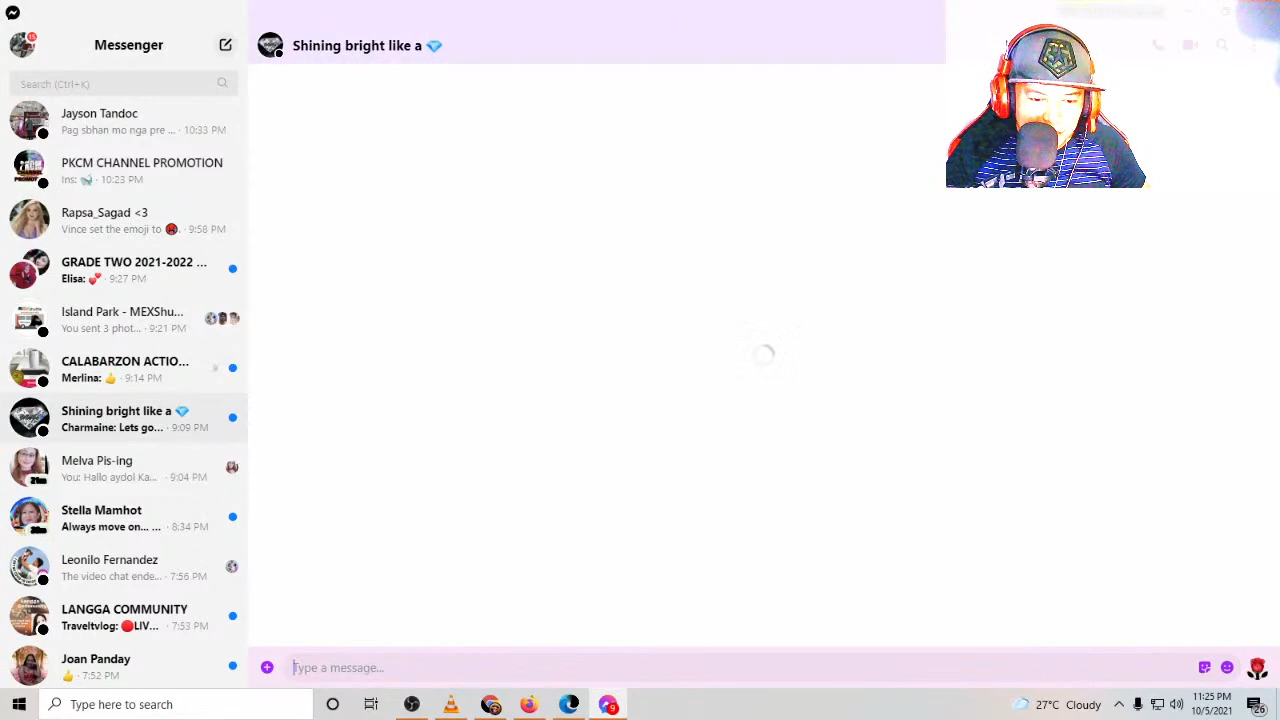 15
Messenger
Search (Ctrl+K)
Shining bright like a 💎
Jayson Tandoc
Pag sbhan mo nga pre ... · 10:33 PM
PKCM CHANNEL PROMOTION
Ins: 🐋 · 10:23 PM
Rapsa_Sagad <3
Vince set the emoji to 👹. · 9:58 PM
GRADE TWO 2021-2022 ...
Elisa: 💕 · 9:27 PM
Island Park - MEXShu...
You sent 3 phot... · 9:21 PM
CALABARZON ACTIO...
Merlina: 👍 · 9:14 PM
Shining bright like a 💎
Charmaine: Lets go... · 9:09 PM
Melva Pis-ing
You: Hallo aydol Ka... · 9:04 PM
21m
Stella Mamhot
Always move on... ... · 8:34 PM
Leonilo Fernandez
The video chat ende... · 7:56 PM
LANGGA COMMUNITY
Traveltvlog: 🔴LIV... · 7:53 PM
Joan Panday
👍 · 7:52 PM
Type a message...
Type here to search
9
27°C Cloudy
11:25 PM
10/5/2021
26